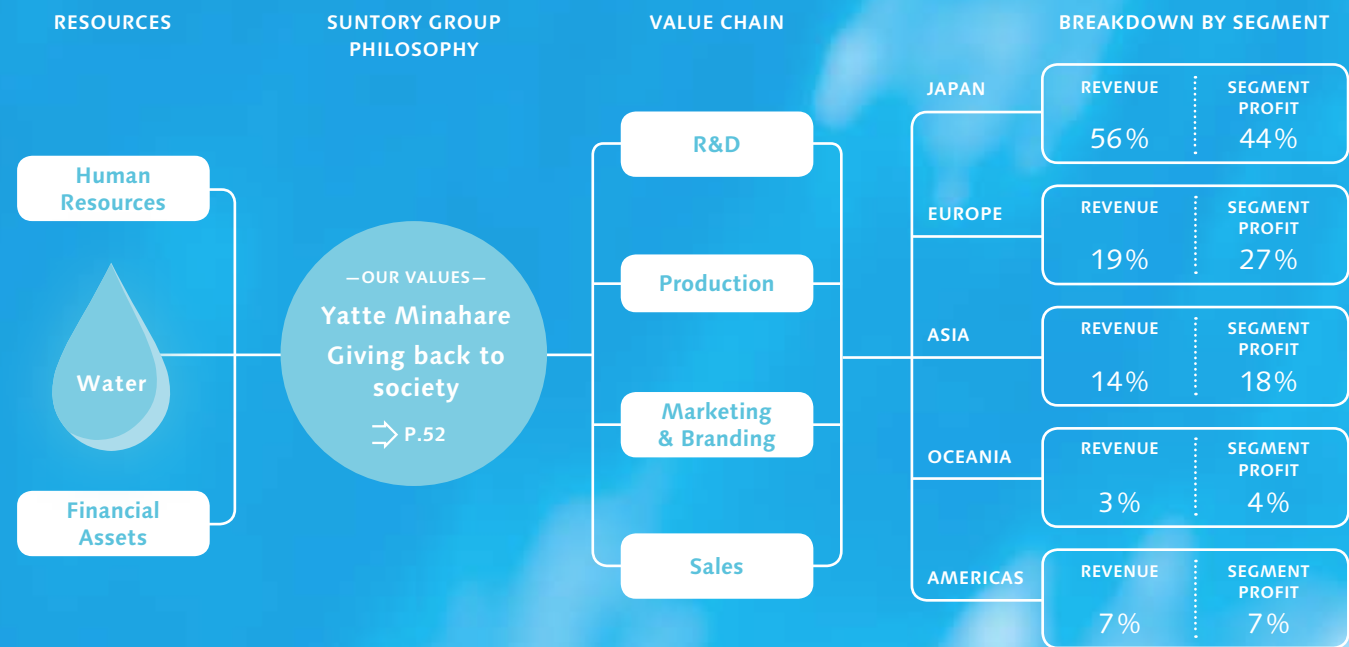 RESOURCES
Human
Resources
Water
Financial
Assets
SUNTORY GROUP
PHILOSOPHY
—OUR VALUES—
Yatte Minahare
Giving back to
society
P.52
VALUE CHAIN
R&D
Production
Marketing
& Branding
Sales
BREAKDOWN BY SEGMENT
JAPAN
REVENUE
56%
SEGMENT
PROFIT
44%
EUROPE
REVENUE
19%
SEGMENT
PROFIT
27%
ASIA
REVENUE
14%
SEGMENT
PROFIT
18%
OCEANIA
REVENUE
3%
SEGMENT
PROFIT
4%
AMERICAS
REVENUE
7%
SEGMENT
PROFIT
7%